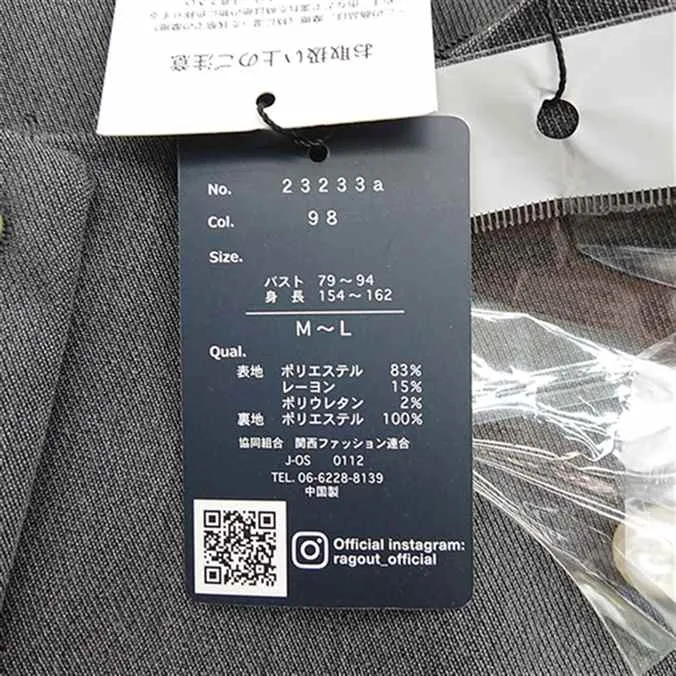 お取扱い上のご注意
No. 23233a
Col. 98
Size.
バスト 79～94
身長 154～162
M～L
Qual.
表地 ポリエステル 83%
レーヨン 15%
ポリウレタン 2%
裏地 ポリエステル 100%
協同組合 関西ファッション連合
J-OS 0112
TEL. 06-6228-8139
中国製
Official instagram:
ragout_official